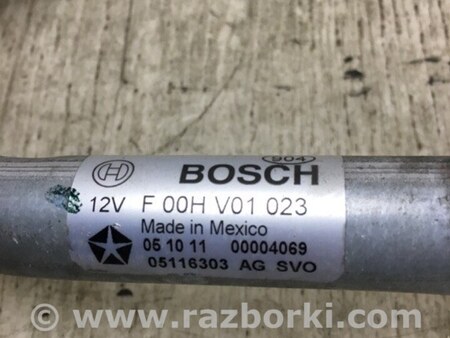 904
BOSCH
12V F 00H V01 023
Made in Mexico
05 10 11 00004069
05116303 AG SVO
© www.razborki.com